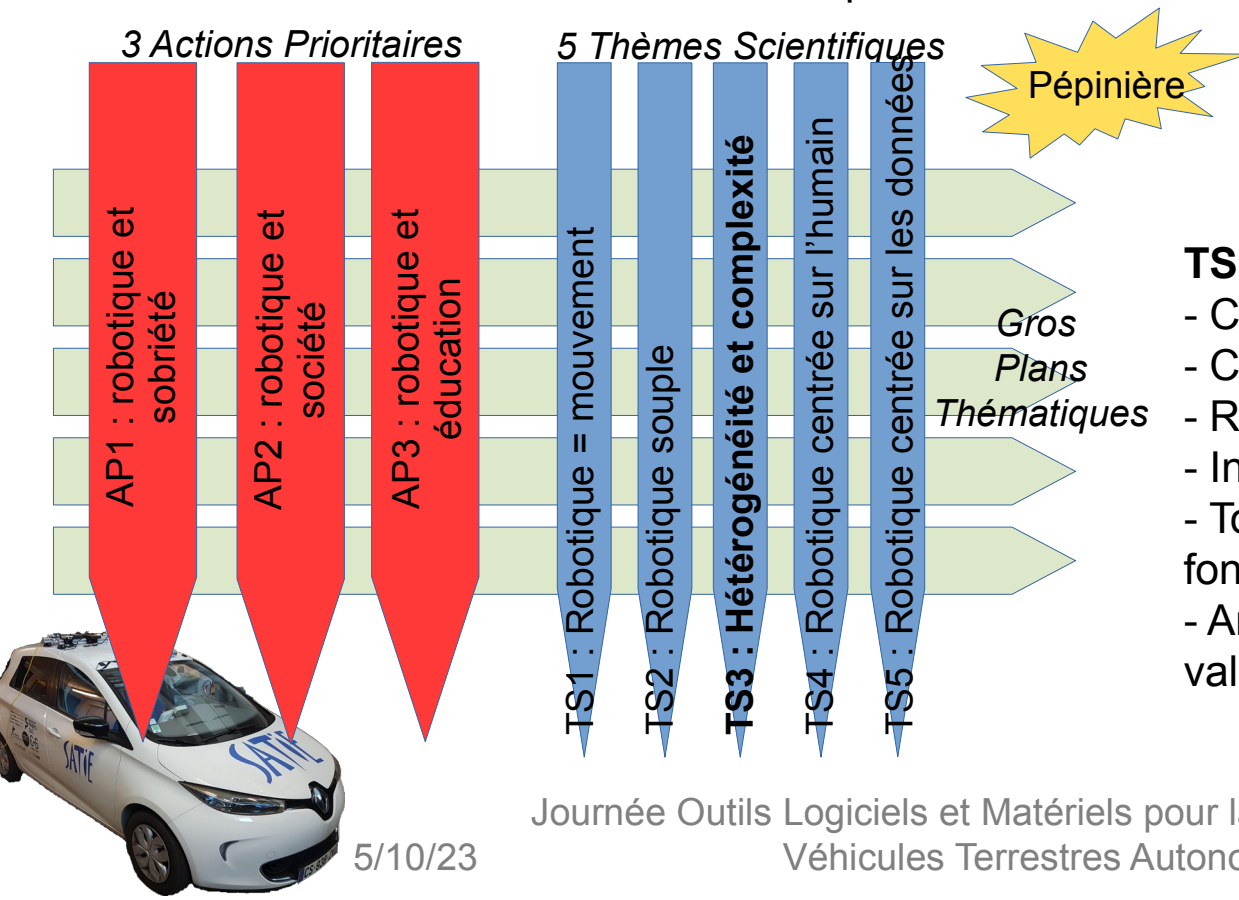 3 Actions Prioritaires
5 Thèmes Scientifiques
Pépinière
AP1 : robotique et
sobriété
AP2 : robotique et
société
AP3 : robotique et
éducation
TS1 : Robotique = mouvement
TS2 : Robotique souple
TS3 : Hétérogénéité et complexité
TS4 : Robotique centrée sur l'humain
TS5 : Robotique centrée sur les données
Gros
Plans
Thématiques
TS
- C
- C
- R
- In
- To
fon
- A
val
SATIE
SATIE
5/10/23
Journée Outils Logiciels et Matériels pour l
Véhicules Terrestres Autono